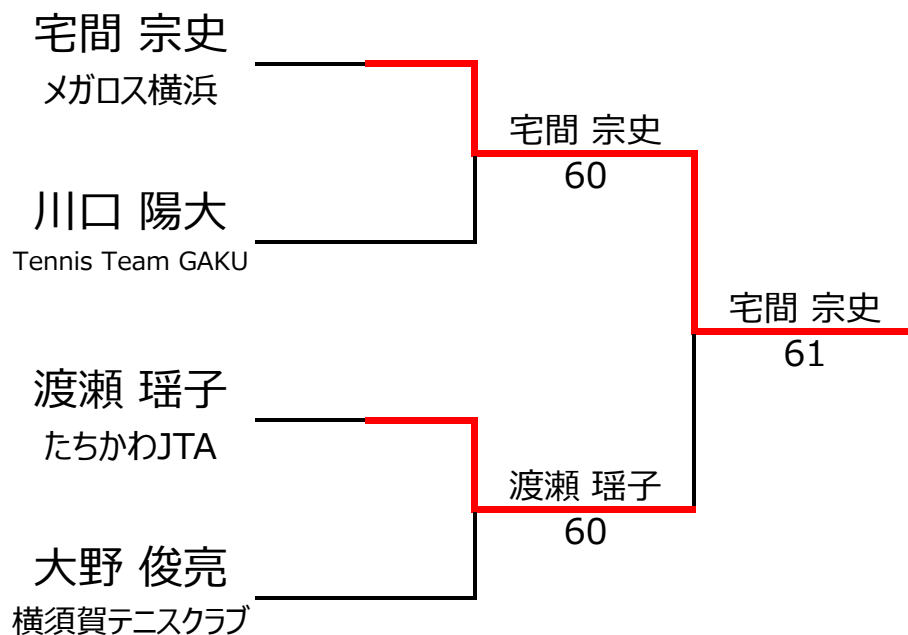 宅間 宗史
メガロス横浜
川口 陽大
Tennis Team GAKU
渡瀬 瑶子
たちかわJTA
大野 俊亮
横須賀テニスクラブ
宅間 宗史
60
渡瀬 瑶子
60
宅間 宗史
61